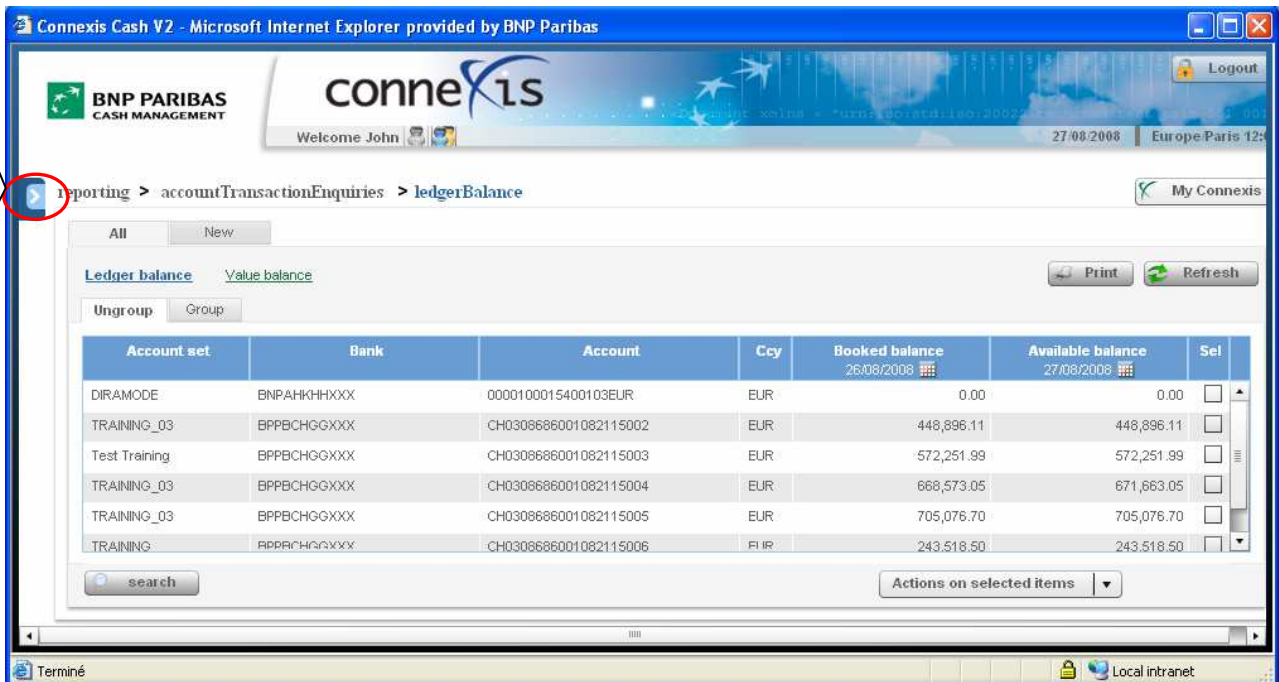 Connexis Cash V2 - Microsoft Internet Explorer provided by BNP Paribas
BNP PARIBAS
CASH MANAGEMENT
conneXis
Logout
Welcome John
27/08/2008 Europe/Paris 12:
reporting > accountTransactionEnquiries > ledgerBalance
My Connexis
All New
Ledger balance Value balance Print Refresh
Ungroup Group
Account set Bank Account Ccy Booked balance Available balance Sel
26/08/2008 27/08/2008
DIRAMODE BNPAHKHHXXX 0000100015400103EUR EUR 0.00 0.00
TRAINING_03 BPPBCHGGXXX CH0308686001082115002 EUR 448,896.11 448,896.11
Test Training BPPBCHGGXXX CH0308686001082115003 EUR 572,251.99 572,251.99
TRAINING_03 BPPBCHGGXXX CH0308686001082115004 EUR 668,573.05 671,663.05
TRAINING_03 BPPBCHGGXXX CH0308686001082115005 EUR 705,076.70 705,076.70
TRAINING BPPBCHGGXXX CH0308686001082115006 EUR 243,518.50 243,518.50
search Actions on selected items
Terminé Local intranet